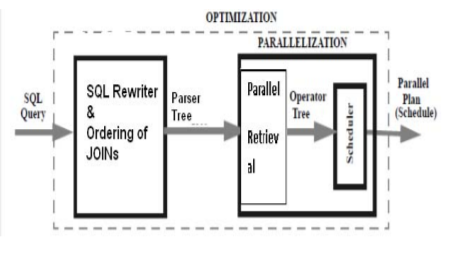 OPTIMIZATION
PARALLELIZATION
SQL
Query
SQL Rewriter
&
Ordering of
JOINs
Parser
Tree
Parallel
Retriev
al
Operator
Tree
Scheduler
Parallel
Plan
(Schedule)